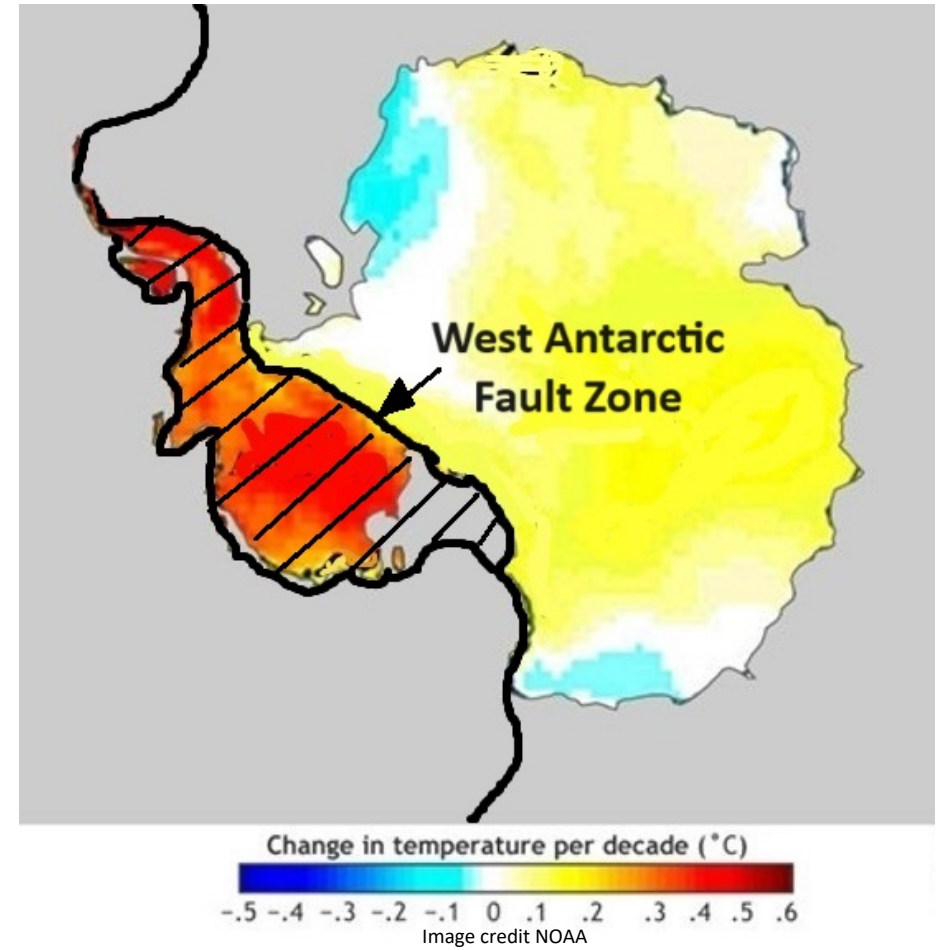 West Antarctic
Fault Zone
Change in temperature per decade (°C)
-.5 -.4 -.3 -.2 -.1 0 .1 .2 .3 .4 .5 .6
Image credit NOAA